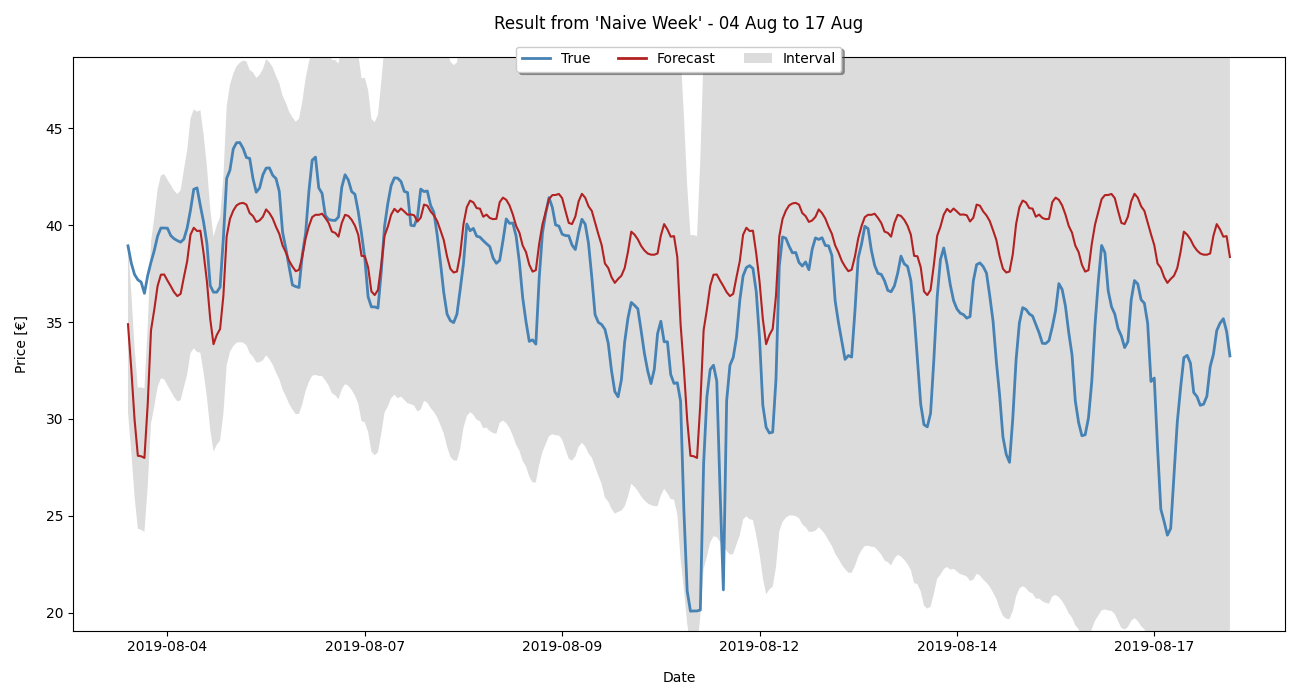 Result from 'Naive Week' - 04 Aug to 17 Aug
True Forecast Interval
Price [€]
45
40
35
30
25
20
2019-08-04 2019-08-07 2019-08-09 2019-08-12 2019-08-14 2019-08-17
Date